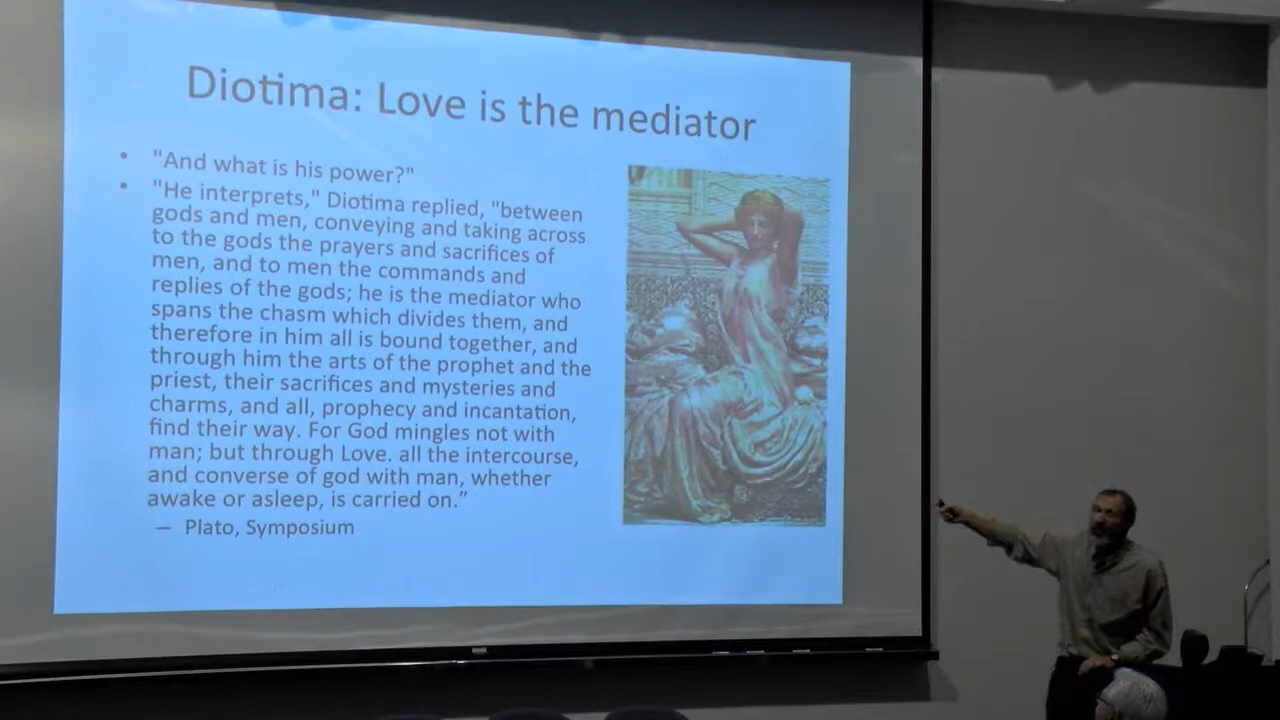 Diotima: Love is the mediator
• "And what is his power?"
• "He interprets," Diotima replied, "between
gods and men, conveying and taking across
to the gods the prayers and sacrifices of
men, and to men the commands and
replies of the gods; he is the mediator who
spans the chasm which divides them, and
therefore in him all is bound together, and
through him the arts of the prophet and the
priest, their sacrifices and mysteries and
charms, and all, prophecy and incantation,
find their way. For God mingles not with
man; but through Love. all the intercourse,
and converse of god with man, whether
awake or asleep, is carried on.”
– Plato, Symposium